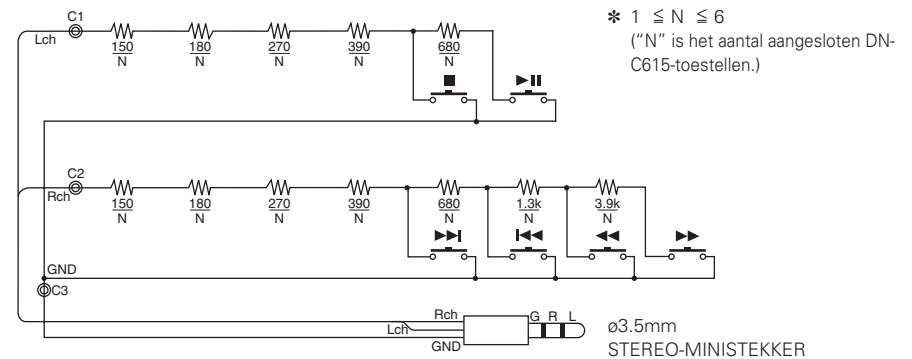 C1
Lch
150/N 180/N 270/N 390/N 680/N
✻ 1 ≦ N ≦ 6
("N" is het aantal aangesloten DN-
C615-toestellen.)
■ ►❚❚
C2
Rch
150/N 180/N 270/N 390/N 680/N 1.3k/N 3.9k/N
►►❙ ❙◄◄ ◄◄ ►►
GND
C3
Rch
Lch
GND
G R L
ø3.5mm
STEREO-MINISTEKKER